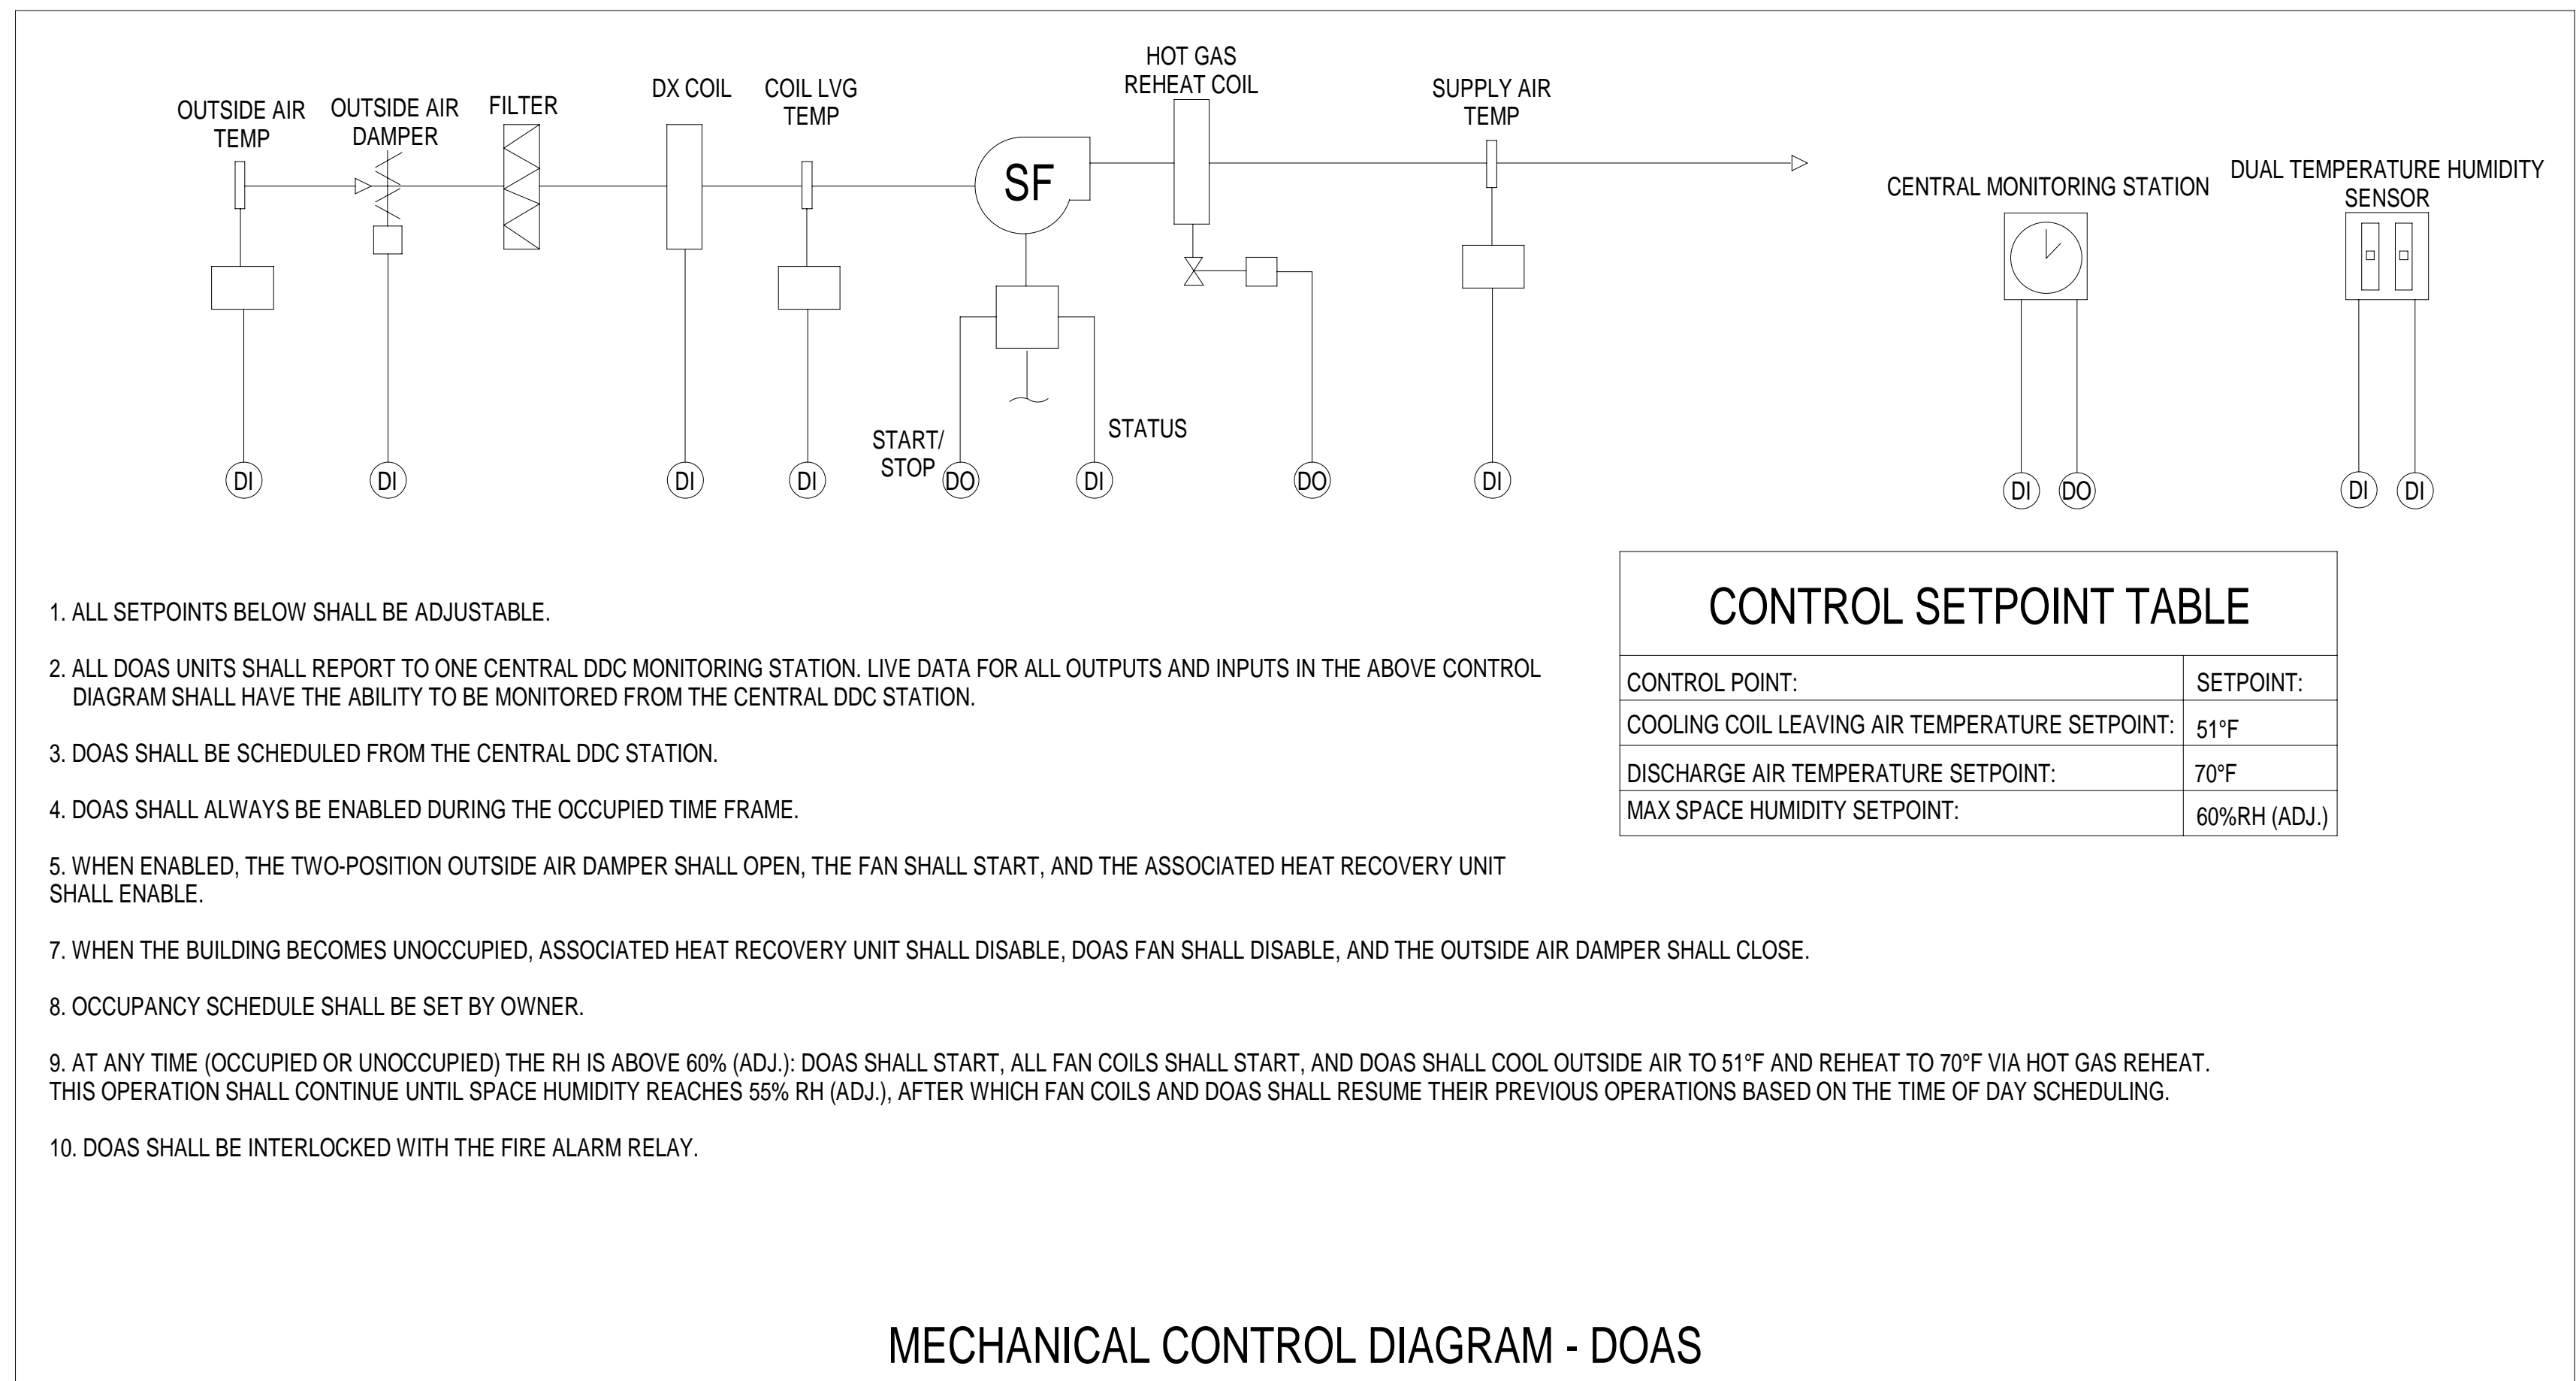 HOT GAS
REHEAT COIL
DX COIL
COIL LVG
TEMP
SUPPLY AIR
TEMP
OUTSIDE AIR
TEMP
OUTSIDE AIR
DAMPER
FILTER
SF
CENTRAL MONITORING STATION
DUAL TEMPERATURE HUMIDITY
SENSOR
START/
STOP
STATUS
DI
DI
DI
DI
DO
DI
DO
DI
DI
DO
DI
DI
1. ALL SETPOINTS BELOW SHALL BE ADJUSTABLE.
2. ALL DOAS UNITS SHALL REPORT TO ONE CENTRAL DDC MONITORING STATION. LIVE DATA FOR ALL OUTPUTS AND INPUTS IN THE ABOVE CONTROL
DIAGRAM SHALL HAVE THE ABILITY TO BE MONITORED FROM THE CENTRAL DDC STATION.
3. DOAS SHALL BE SCHEDULED FROM THE CENTRAL DDC STATION.
4. DOAS SHALL ALWAYS BE ENABLED DURING THE OCCUPIED TIME FRAME.
5. WHEN ENABLED, THE TWO-POSITION OUTSIDE AIR DAMPER SHALL OPEN, THE FAN SHALL START, AND THE ASSOCIATED HEAT RECOVERY UNIT
SHALL ENABLE.
7. WHEN THE BUILDING BECOMES UNOCCUPIED, ASSOCIATED HEAT RECOVERY UNIT SHALL DISABLE, DOAS FAN SHALL DISABLE, AND THE OUTSIDE AIR DAMPER SHALL CLOSE.
8. OCCUPANCY SCHEDULE SHALL BE SET BY OWNER.
9. AT ANY TIME (OCCUPIED OR UNOCCUPIED) THE RH IS ABOVE 60% (ADJ.): DOAS SHALL START, ALL FAN COILS SHALL START, AND DOAS SHALL COOL OUTSIDE AIR TO 51°F AND REHEAT TO 70°F VIA HOT GAS REHEAT.
THIS OPERATION SHALL CONTINUE UNTIL SPACE HUMIDITY REACHES 55% RH (ADJ.), AFTER WHICH FAN COILS AND DOAS SHALL RESUME THEIR PREVIOUS OPERATIONS BASED ON THE TIME OF DAY SCHEDULING.
10. DOAS SHALL BE INTERLOCKED WITH THE FIRE ALARM RELAY.
CONTROL SETPOINT TABLE
CONTROL POINT: SETPOINT:
COOLING COIL LEAVING AIR TEMPERATURE SETPOINT: 51°F
DISCHARGE AIR TEMPERATURE SETPOINT: 70°F
MAX SPACE HUMIDITY SETPOINT: 60%RH (ADJ.)
MECHANICAL CONTROL DIAGRAM - DOAS